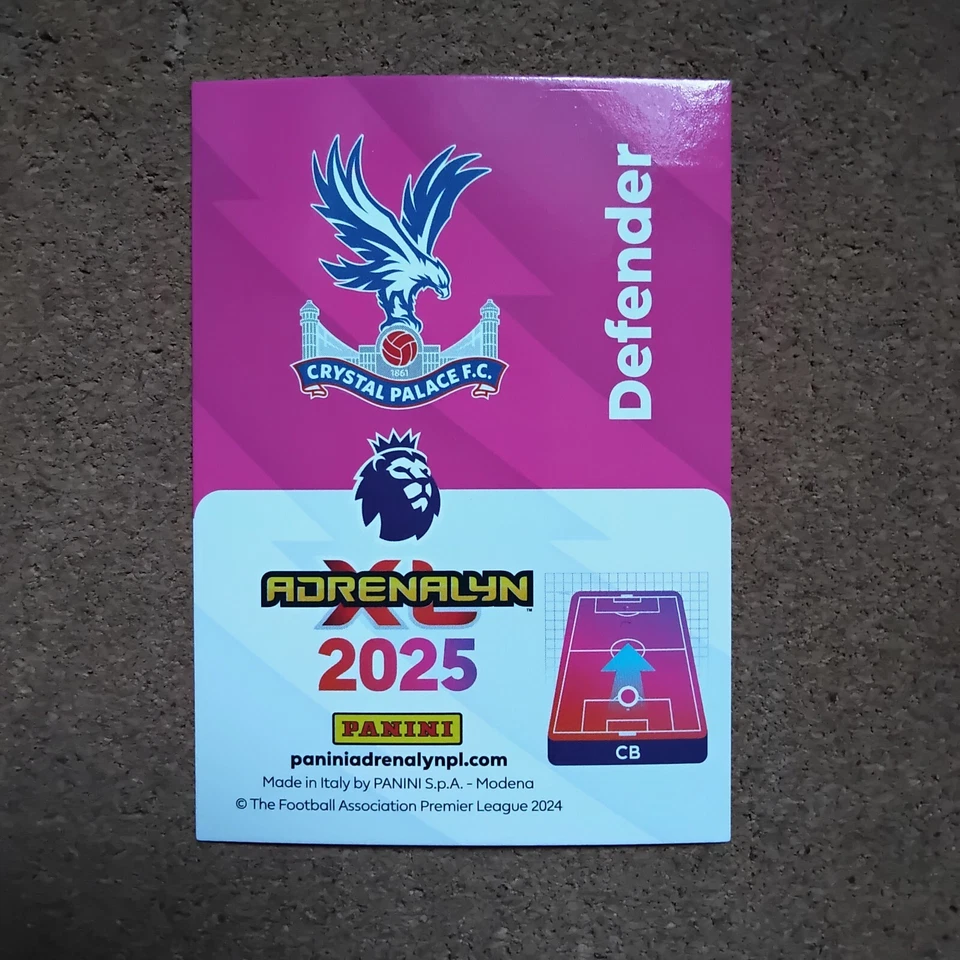 Defender
1861
CRYSTAL PALACE F.C.
ADRENALYN
XL
™
2025
PANINI
paniniadrenalynpl.com
Made in Italy by PANINI S.p.A. - Modena
© The Football Association Premier League 2024
CB